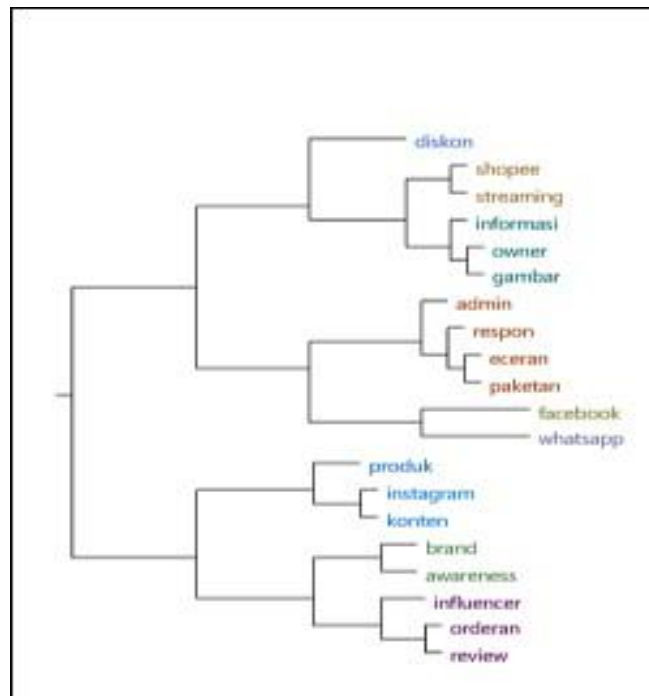 diskon
shopee
streaming
informasi
owner
gambar
admin
respon
eceran
paketan
facebook
whatsapp
produk
instagram
konten
brand
awareness
influencer
orderan
review